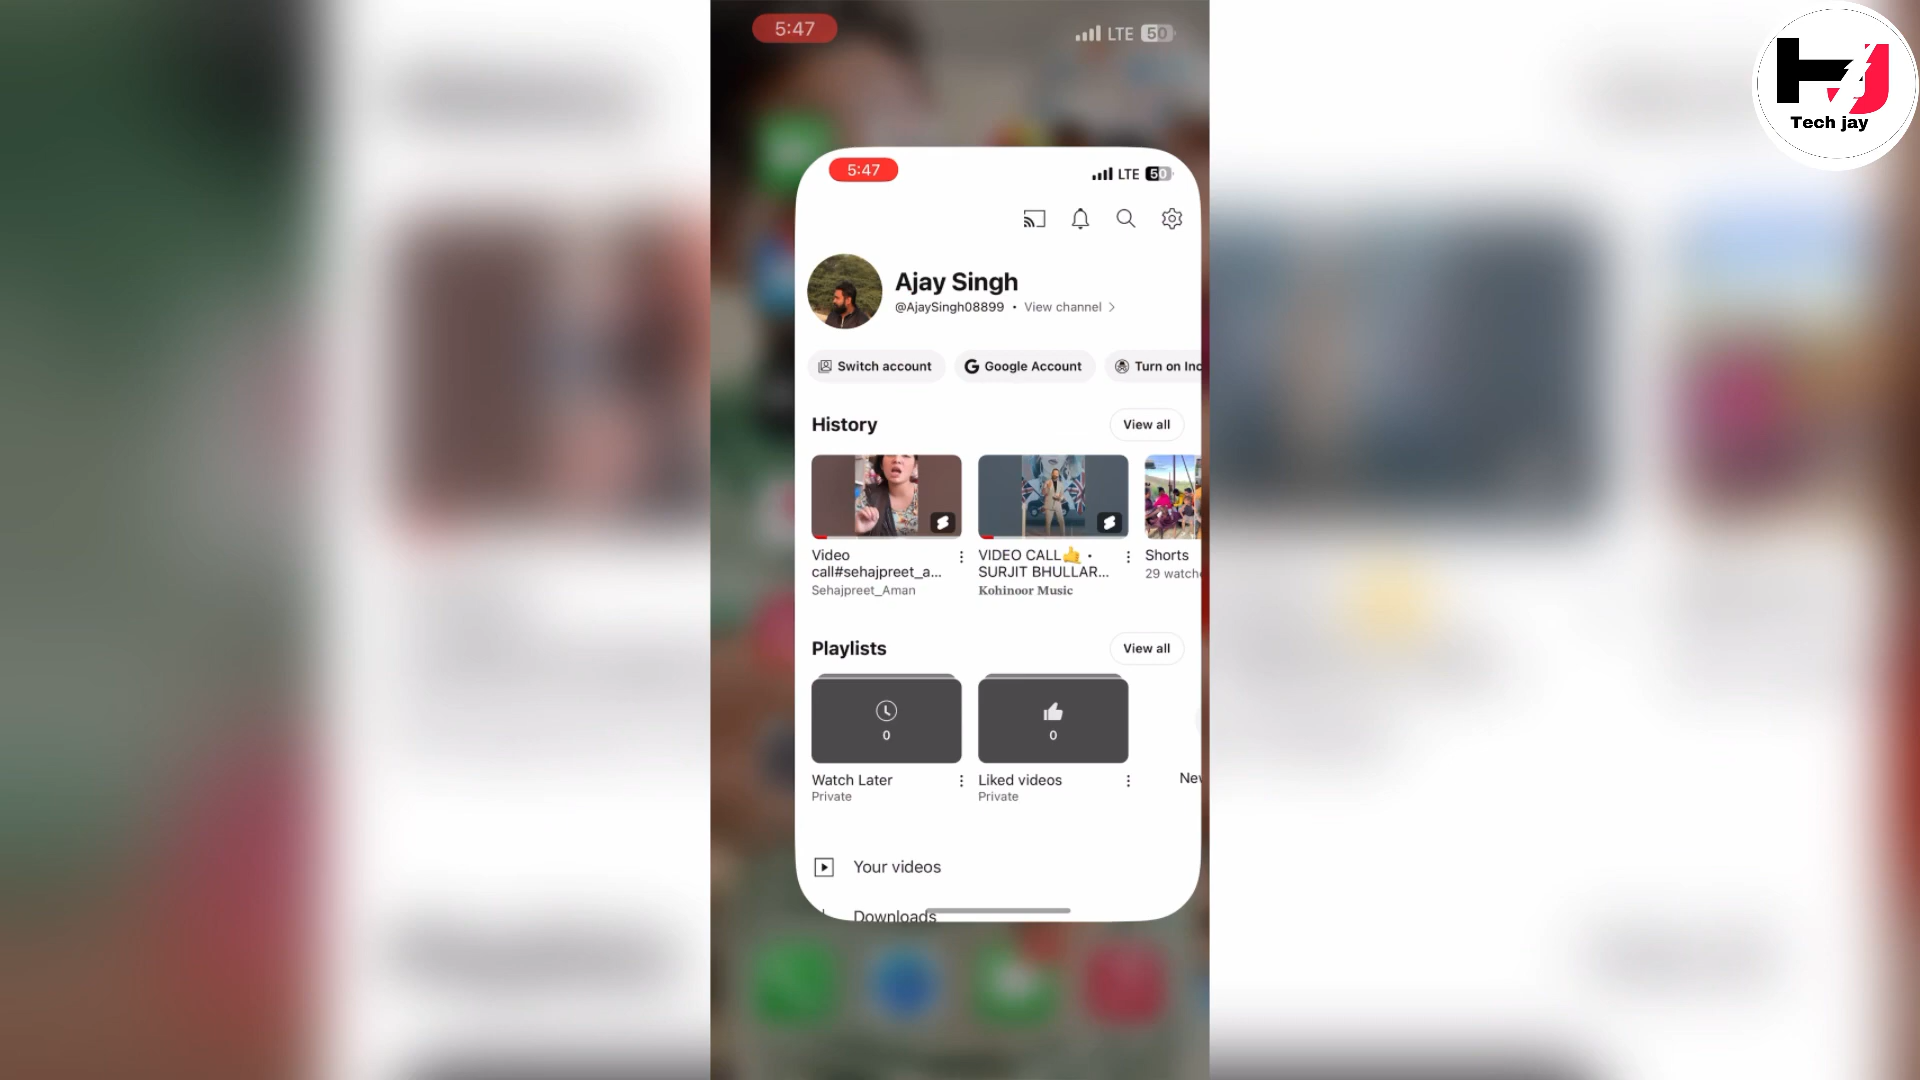 5:47
LTE 50
Tech jay
5:47
LTE 50
Ajay Singh
@AjaySingh08899 • View channel >
Switch account
Google Account
Turn on Inc
History
View all
Video
call#sehajpreet_a...
Sehajpreet_Aman
VIDEO CALL🤙 •
SURJIT BHULLAR...
Kohinoor Music
Shorts
29 watche
Playlists
View all
0
0
Watch Later
Private
Liked videos
Private
New
Your videos
Downloads